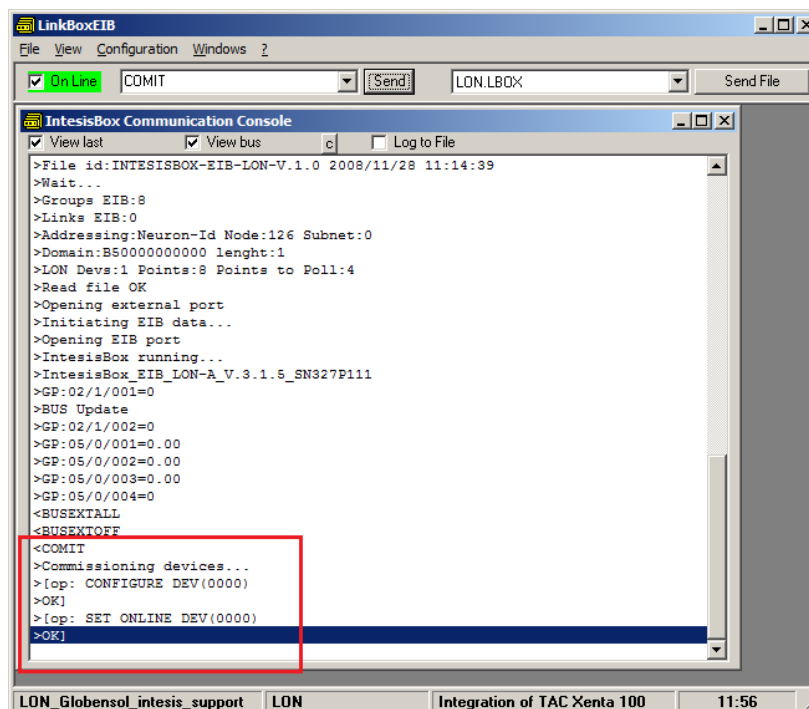 LinkBoxEIB
File View Configuration Windows ?
On Line COMIT Send LON.LBOX Send File
IntesisBox Communication Console
View last View bus c Log to File
>File id:INTESISBOX-EIB-LON-V.1.0 2008/11/28 11:14:39
>Wait...
>Groups EIB:8
>Links EIB:0
>Addressing:Neuron-Id Node:126 Subnet:0
>Domain:B50000000000 lenght:1
>LON Devs:1 Points:8 Points to Poll:4
>Read file OK
>Opening external port
>Initiating EIB data...
>Opening EIB port
>IntesisBox running...
>IntesisBox_EIB_LON-A_V.3.1.5_SN327P111
>GP:02/1/001=0
>BUS Update
>GP:02/1/002=0
>GP:05/0/001=0.00
>GP:05/0/002=0.00
>GP:05/0/003=0.00
>GP:05/0/004=0
<BUSEXTALL
<BUSEXTOFF
<COMIT
>Commissioning devices...
>[op: CONFIGURE DEV(0000)
>OK]
>[op: SET ONLINE DEV(0000)
>OK]
LON_Globensol_intesis_support LON Integration of TAC Xenta 100 11:56